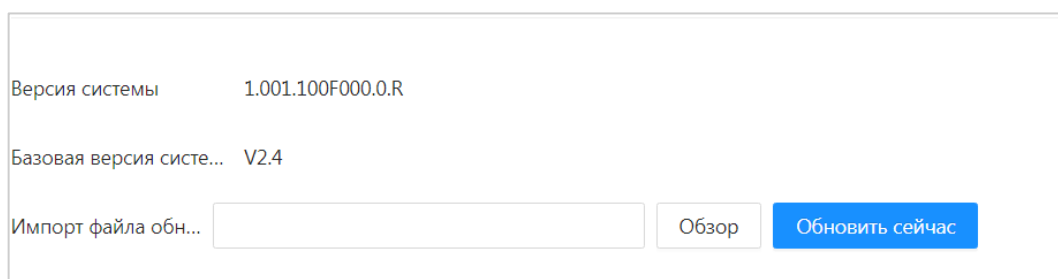 Версия системы 1.001.100F000.0.R
Базовая версия систе... V2.4
Импорт файла обн... Обзор Обновить сейчас